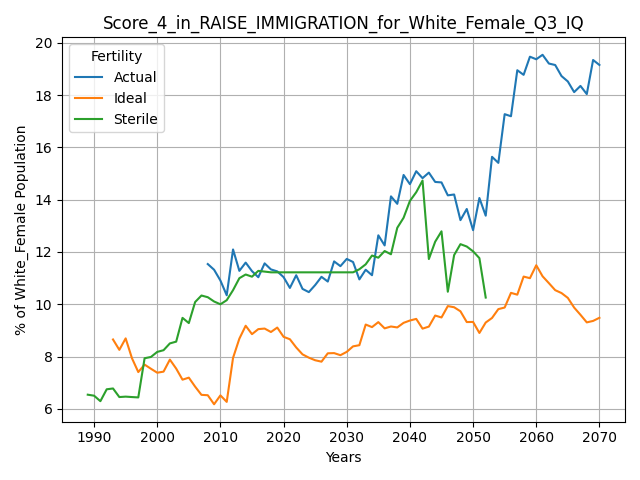 Score_4_in_RAISE_IMMIGRATION_for_White_Female_Q3_IQ
% of White_Female Population
20
18
16
14
12
10
8
6
Fertility
Actual
Ideal
Sterile
1990 2000 2010 2020 2030 2040 2050 2060 2070
Years